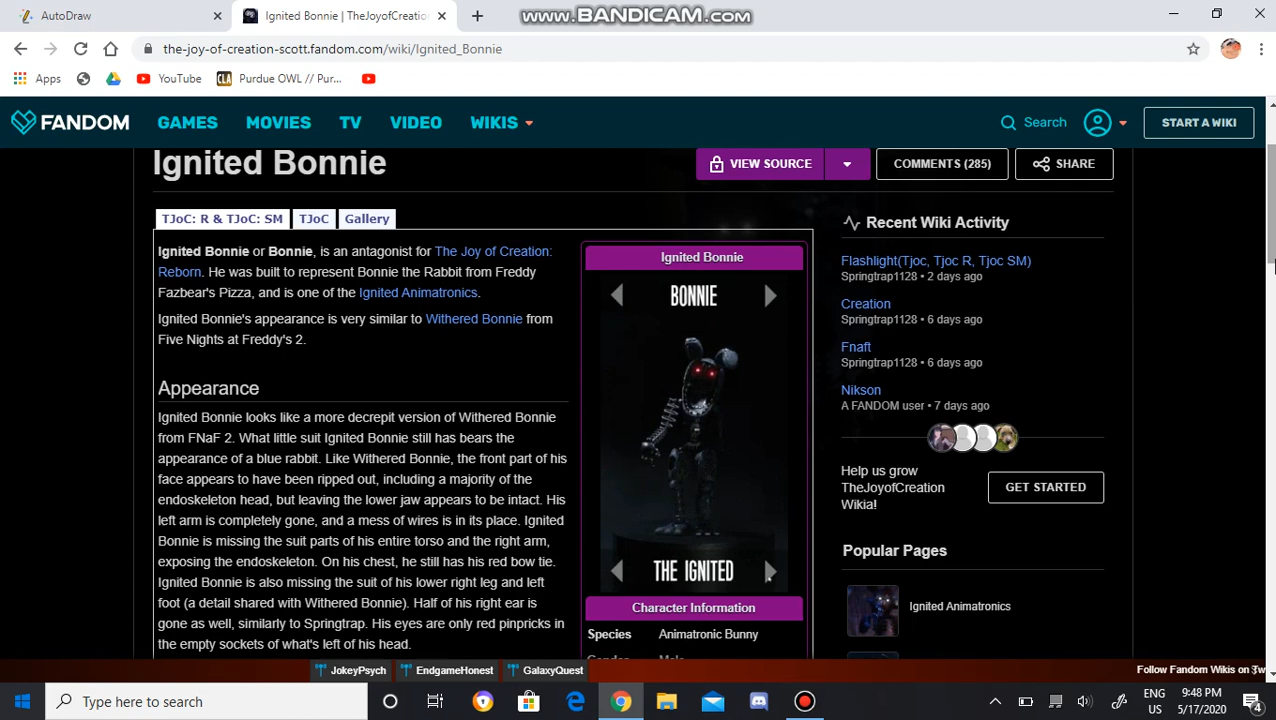 AutoDraw
Ignited Bonnie | TheJoyofCreation
www.BANDICAM.com
the-joy-of-creation-scott.fandom.com/wiki/Ignited_Bonnie
Apps
YouTube
CLA
Purdue OWL // Pur...
FANDOM
GAMES
MOVIES
TV
VIDEO
WIKIS
Search
START A WIKI
Ignited Bonnie
VIEW SOURCE
COMMENTS (285)
SHARE
TJoC: R & TJoC: SM
TJoC
Gallery
Ignited Bonnie or Bonnie, is an antagonist for The Joy of Creation:
Reborn. He was built to represent Bonnie the Rabbit from Freddy
Fazbear's Pizza, and is one of the Ignited Animatronics.
Ignited Bonnie's appearance is very similar to Withered Bonnie from
Five Nights at Freddy's 2.
Appearance
Ignited Bonnie looks like a more decrepit version of Withered Bonnie
from FNaF 2. What little suit Ignited Bonnie still has bears the
appearance of a blue rabbit. Like Withered Bonnie, the front part of his
face appears to have been ripped out, including a majority of the
endoskeleton head, but leaving the lower jaw appears to be intact. His
left arm is completely gone, and a mess of wires is in its place. Ignited
Bonnie is missing the suit parts of his entire torso and the right arm,
exposing the endoskeleton. On his chest, he still has his red bow tie.
Ignited Bonnie is also missing the suit of his lower right leg and left
foot (a detail shared with Withered Bonnie). Half of his right ear is
gone as well, similarly to Springtrap. His eyes are only red pinpricks in
the empty sockets of what's left of his head.
Ignited Bonnie
BONNIE
THE IGNITED
Character Information
Species Animatronic Bunny
Recent Wiki Activity
Flashlight(Tjoc, Tjoc R, Tjoc SM)
Springtrap1128 • 2 days ago
Creation
Springtrap1128 • 6 days ago
Fnaft
Springtrap1128 • 6 days ago
Nikson
A FANDOM user • 7 days ago
Help us grow
TheJoyofCreation
Wikia!
GET STARTED
Popular Pages
Ignited Animatronics
JokeyPsych
EndgameHonest
GalaxyQuest
Follow Fandom Wikis on Tw
Type here to search
ENG
US
9:48 PM
5/17/2020
4